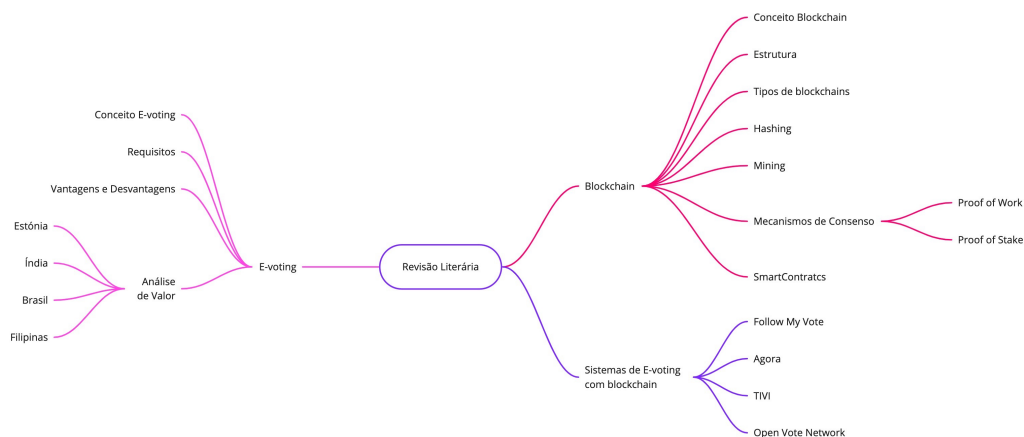 Conceito Blockchain
Estrutura
Tipos de blockchains
Hashing
Mining
Blockchain
Mecanismos de Consenso
Proof of Work
Proof of Stake
SmartContratcs
Conceito E-voting
Requisitos
Vantagens e Desvantagens
Estónia
Índia
Brasil
Filipinas
Análise
de Valor
E-voting
Revisão Literária
Sistemas de E-voting
com blockchain
Follow My Vote
Agora
TIVI
Open Vote Network